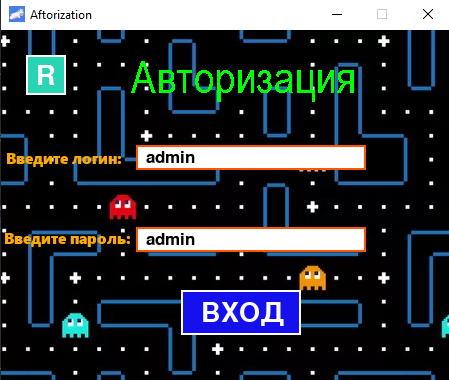 Aftorization
R
Авторизация
Введите логин:
admin
Введите пароль:
admin
ВХОД